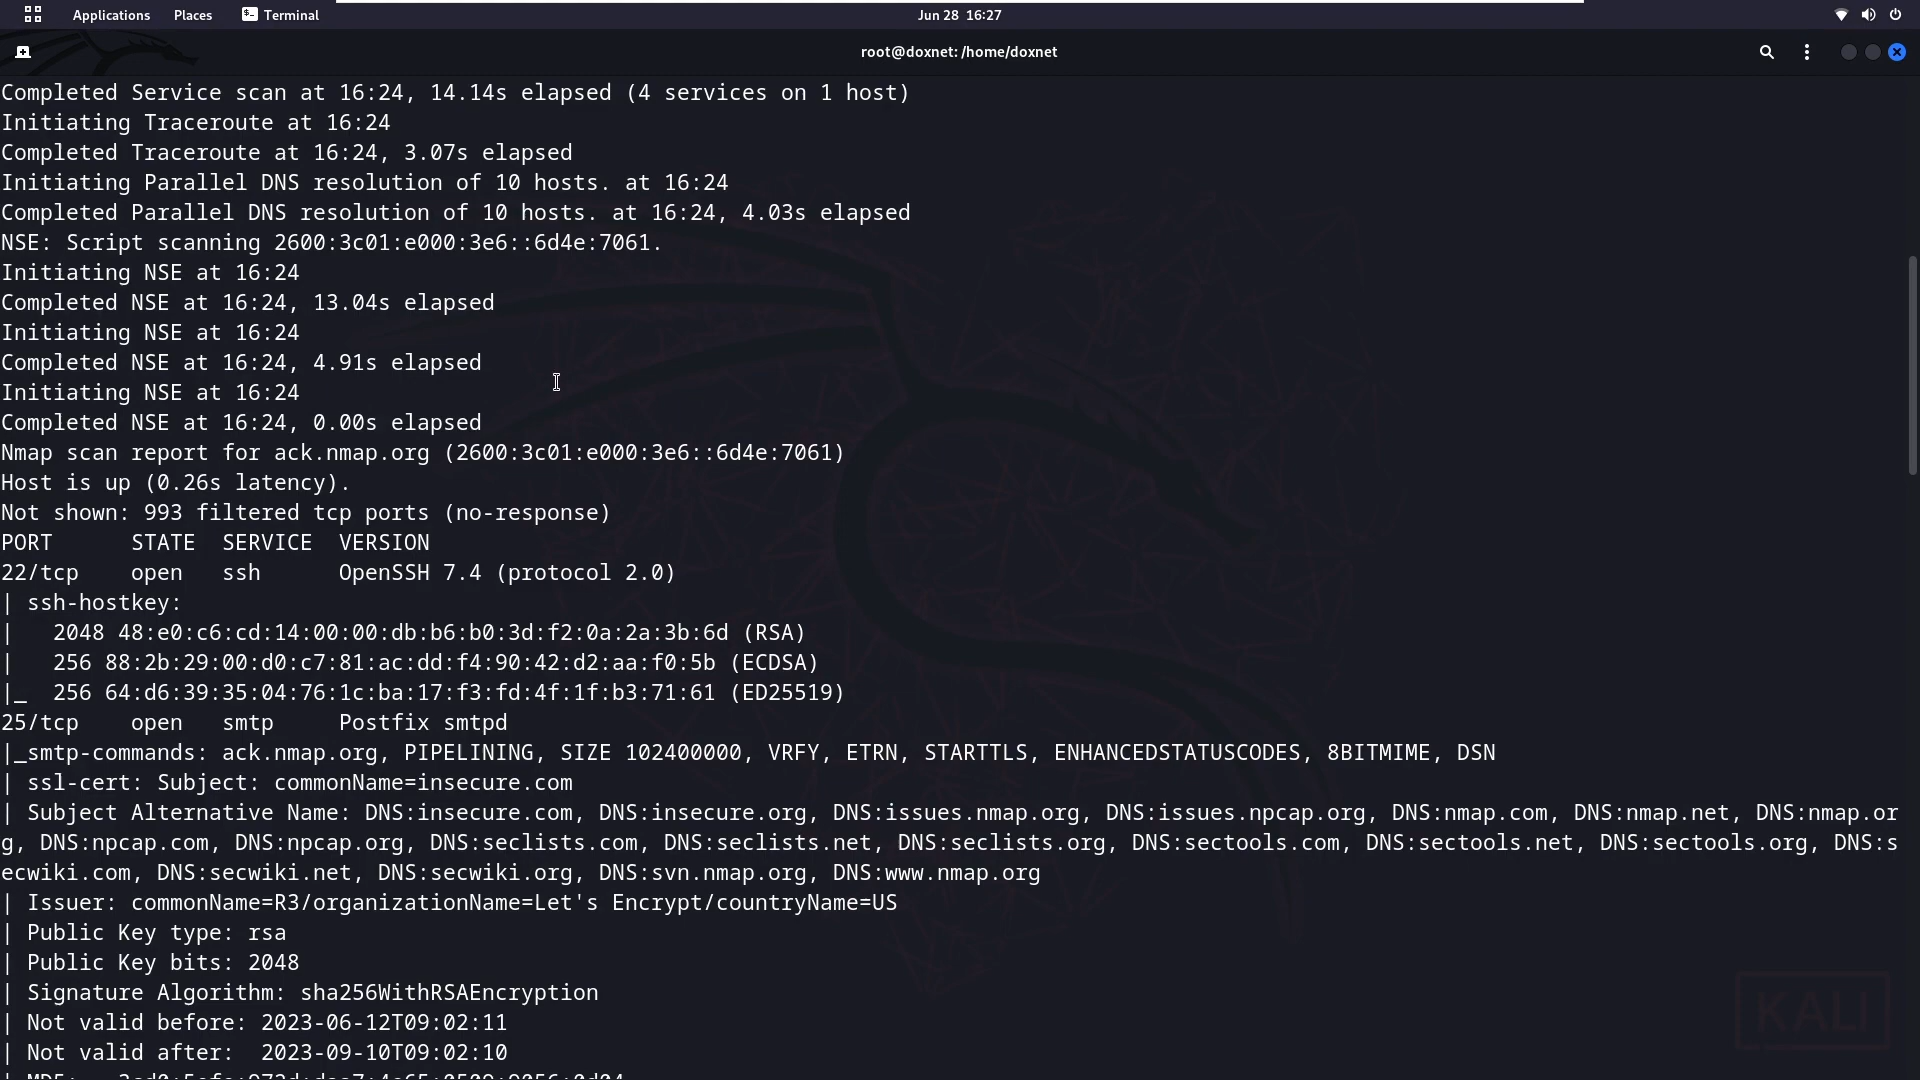 Applications Places Terminal Jun 28 16:27
root@doxnet: /home/doxnet
Completed Service scan at 16:24, 14.14s elapsed (4 services on 1 host)
Initiating Traceroute at 16:24
Completed Traceroute at 16:24, 3.07s elapsed
Initiating Parallel DNS resolution of 10 hosts. at 16:24
Completed Parallel DNS resolution of 10 hosts. at 16:24, 4.03s elapsed
NSE: Script scanning 2600:3c01:e000:3e6::6d4e:7061.
Initiating NSE at 16:24
Completed NSE at 16:24, 13.04s elapsed
Initiating NSE at 16:24
Completed NSE at 16:24, 4.91s elapsed
Initiating NSE at 16:24
Completed NSE at 16:24, 0.00s elapsed
Nmap scan report for ack.nmap.org (2600:3c01:e000:3e6::6d4e:7061)
Host is up (0.26s latency).
Not shown: 993 filtered tcp ports (no-response)
PORT      STATE  SERVICE  VERSION
22/tcp    open   ssh      OpenSSH 7.4 (protocol 2.0)
| ssh-hostkey:
|   2048 48:e0:c6:cd:14:00:00:db:b6:b0:3d:f2:0a:2a:3b:6d (RSA)
|   256 88:2b:29:00:d0:c7:81:ac:dd:f4:90:42:d2:aa:f0:5b (ECDSA)
|_  256 64:d6:39:35:04:76:1c:ba:17:f3:fd:4f:1f:b3:71:61 (ED25519)
25/tcp    open   smtp     Postfix smtpd
|_smtp-commands: ack.nmap.org, PIPELINING, SIZE 102400000, VRFY, ETRN, STARTTLS, ENHANCEDSTATUSCODES, 8BITMIME, DSN
| ssl-cert: Subject: commonName=insecure.com
| Subject Alternative Name: DNS:insecure.com, DNS:insecure.org, DNS:issues.nmap.org, DNS:issues.npcap.org, DNS:nmap.com, DNS:nmap.net, DNS:nmap.or
g, DNS:npcap.com, DNS:npcap.org, DNS:seclists.com, DNS:seclists.net, DNS:seclists.org, DNS:sectools.com, DNS:sectools.net, DNS:sectools.org, DNS:s
ecwiki.com, DNS:secwiki.net, DNS:secwiki.org, DNS:svn.nmap.org, DNS:www.nmap.org
| Issuer: commonName=R3/organizationName=Let's Encrypt/countryName=US
| Public Key type: rsa
| Public Key bits: 2048
| Signature Algorithm: sha256WithRSAEncryption
| Not valid before: 2023-06-12T09:02:11
| Not valid after:  2023-09-10T09:02:10
KALI